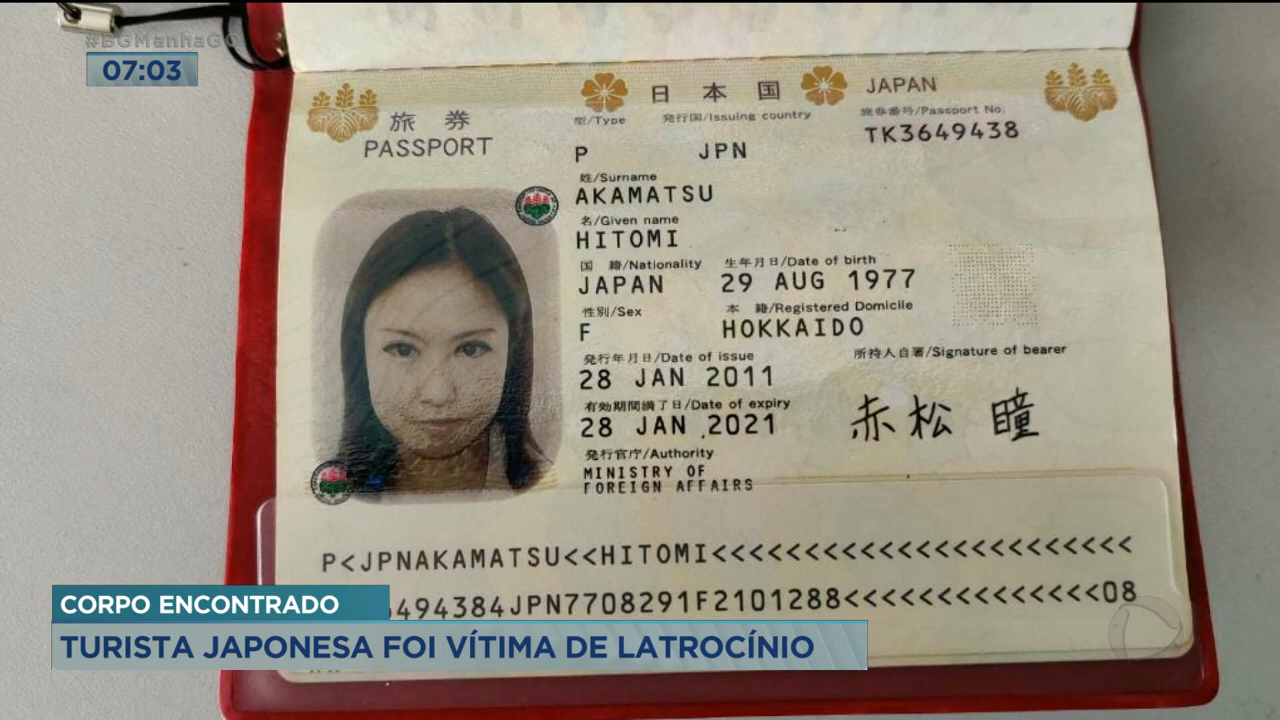 #BGManhaGO
07:03
旅 券
PASSPORT
日本国
JAPAN
型/Type
発行国/Issuing country
旅券番号/Passport No.
P
JPN
TK3649438
姓/Surname
AKAMATSU
名/Given name
HITOMI
国 籍/Nationality
生年月日/Date of birth
JAPAN
29 AUG 1977
性別/Sex
本 籍/Registered Domicile
F
HOKKAIDO
発行年月日/Date of issue
所持人自署/Signature of bearer
28 JAN 2011
有効期間満了日/Date of expiry
28 JAN 2021
赤松 瞳
発行官庁/Authority
MINISTRY OF
FOREIGN AFFAIRS
P<JPNAKAMATSU<<HITOMI<<<<<<<<<<<<<<<<<<<<<<<
494384JPN7708291F2101288<<<<<<<<<<<<<<08
CORPO ENCONTRADO
TURISTA JAPONESA FOI VÍTIMA DE LATROCÍNIO